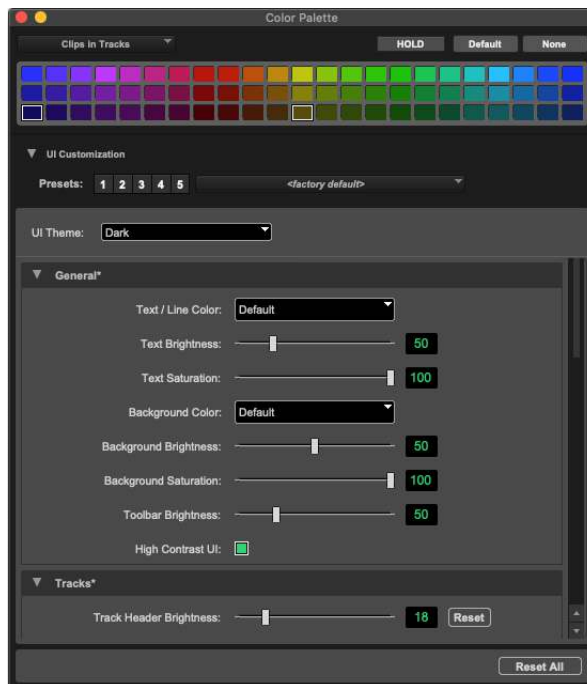 Color Palette
Clips in Tracks HOLD Default None
UI Customization
Presets: 1 2 3 4 5 <factory default>
UI Theme: Dark
General*
Text / Line Color: Default
Text Brightness: 50
Text Saturation: 100
Background Color: Default
Background Brightness: 50
Background Saturation: 100
Toolbar Brightness: 50
High Contrast UI:
Tracks*
Track Header Brightness: 18 Reset
Reset All